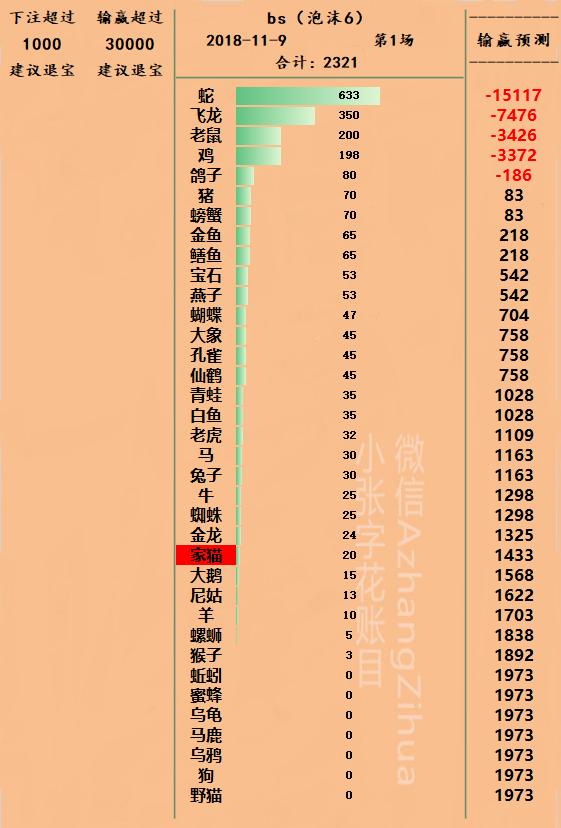 下注超过 输赢超过 bs（泡沫6）
1000 30000 2018-11-9 第1场 输赢预测
建议退宝 建议退宝 合计：2321
蛇 633 -15117
飞龙 350 -7476
老鼠 200 -3426
鸡 198 -3372
鸽子 80 -186
猪 70 83
螃蟹 70 83
金鱼 65 218
鳝鱼 65 218
宝石 53 542
燕子 53 542
蝴蝶 47 704
大象 45 758
孔雀 45 758
仙鹤 45 758
青蛙 35 1028
白鱼 35 1028
老虎 32 1109
马 30 1163
兔子 30 1163
牛 25 1298
蜘蛛 25 1298
金龙 24 1325
家猫 20 1433
大鹅 15 1568
尼姑 13 1622
羊 10 1703
螺蛳 5 1838
猴子 3 1892
蚯蚓 0 1973
蜜蜂 0 1973
乌龟 0 1973
马鹿 0 1973
乌鸦 0 1973
狗 0 1973
野猫 0 1973
微信AzhangZihua
小张字花账目